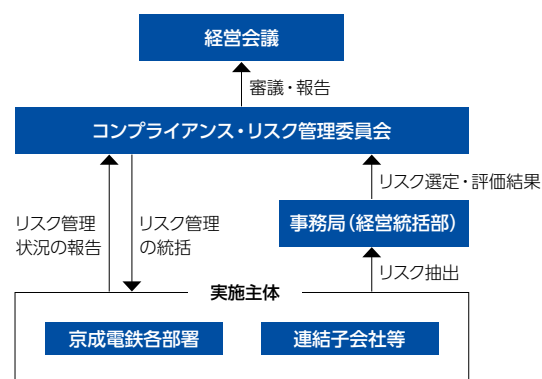 経営会議
審議・報告
コンプライアンス・リスク管理委員会
リスク管理
状況の報告
リスク管理
の統括
リスク選定・評価結果
事務局(経営統括部)
リスク抽出
実施主体
京成電鉄各部署
連結子会社等